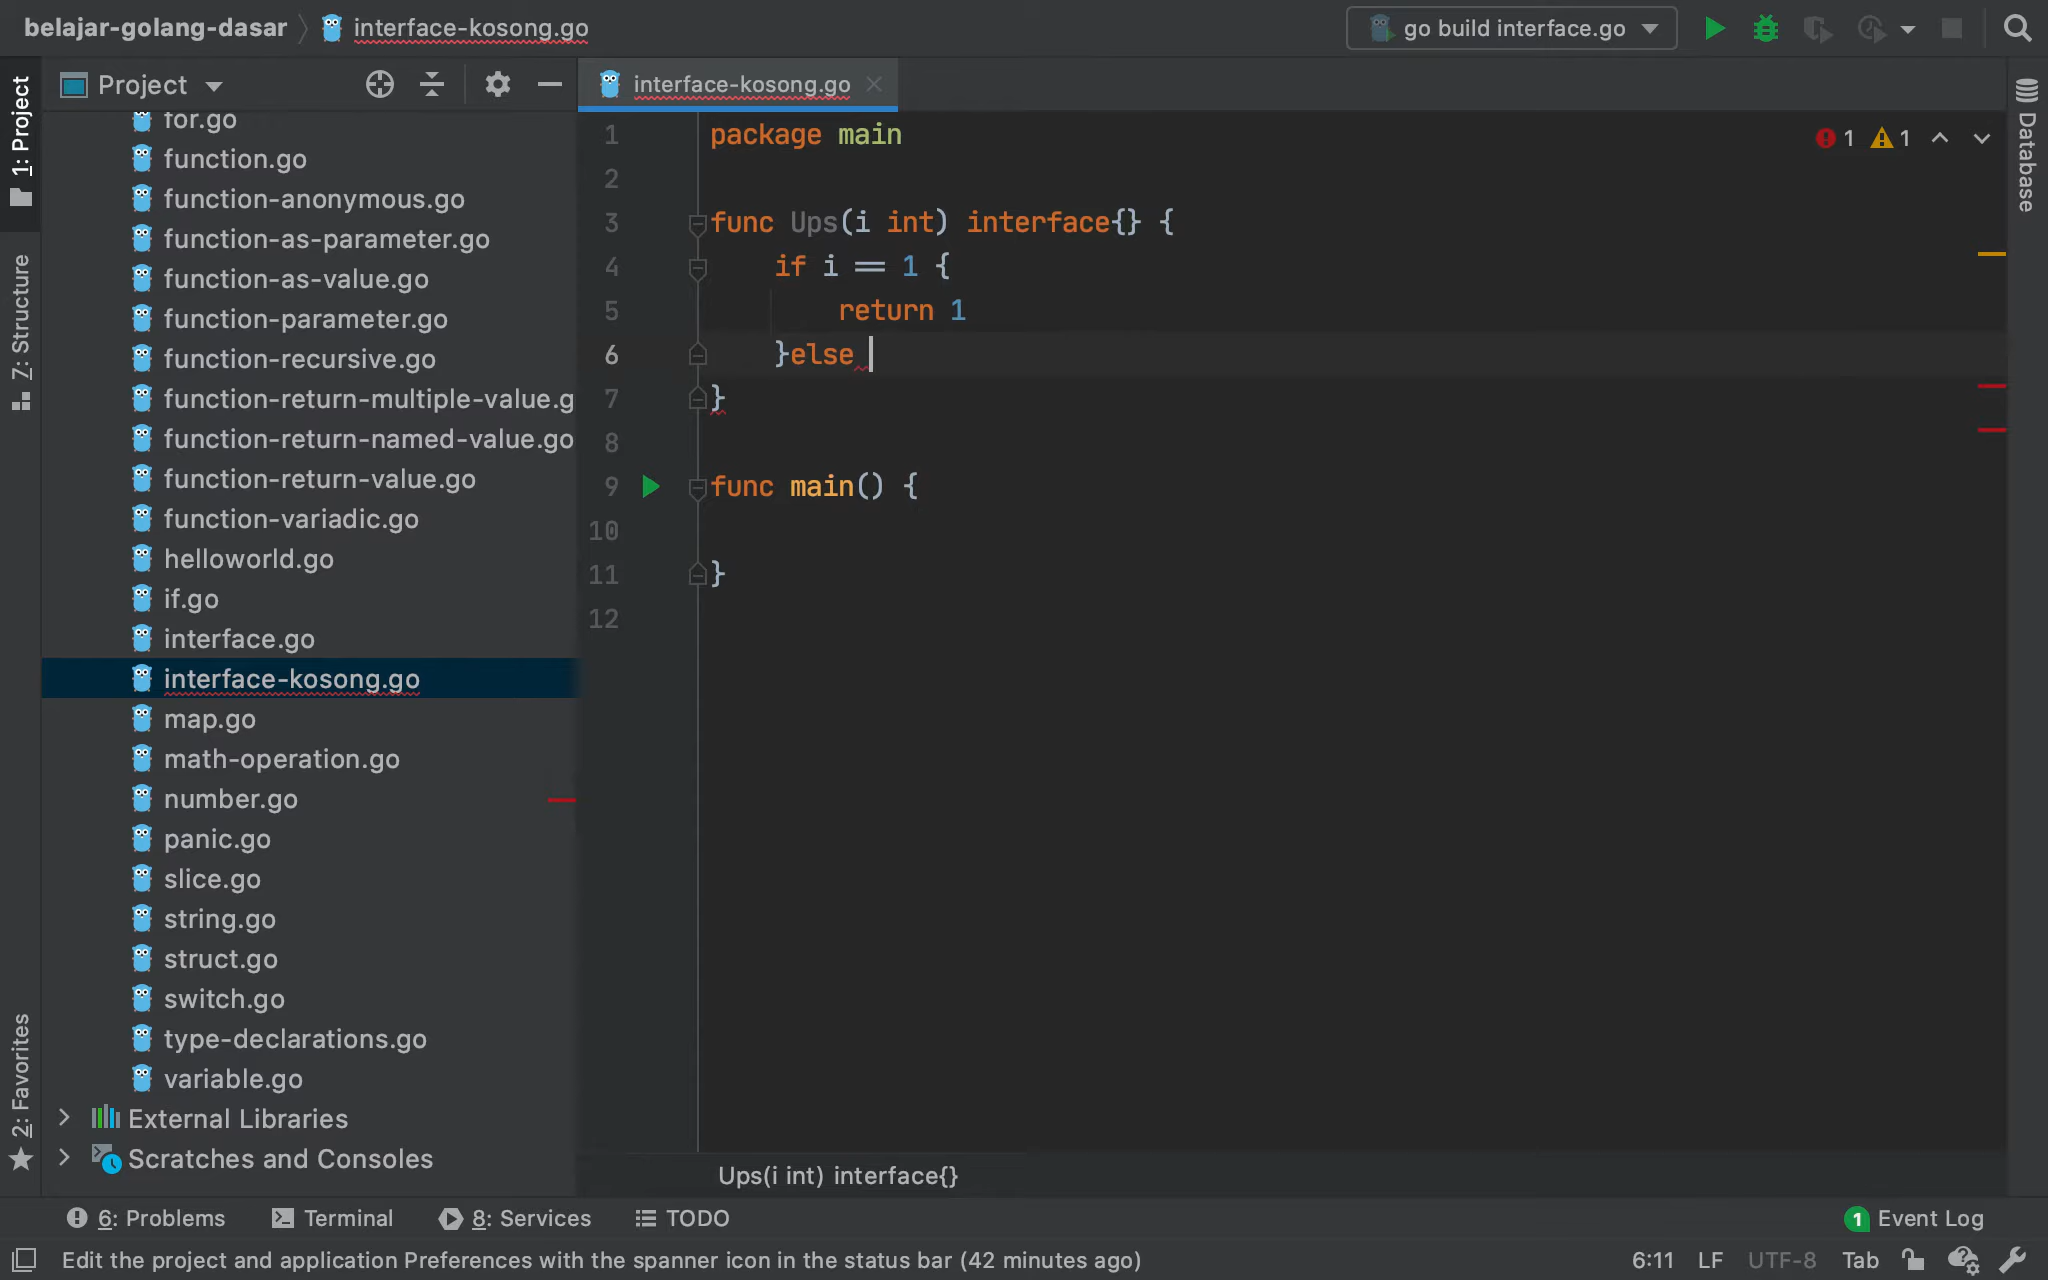 belajar-golang-dasar
interface-kosong.go
go build interface.go
1: Project
7: Structure
2: Favorites
Project
for.go
function.go
function-anonymous.go
function-as-parameter.go
function-as-value.go
function-parameter.go
function-recursive.go
function-return-multiple-value.g
function-return-named-value.go
function-return-value.go
function-variadic.go
helloworld.go
if.go
interface.go
interface-kosong.go
map.go
math-operation.go
number.go
panic.go
slice.go
string.go
struct.go
switch.go
type-declarations.go
variable.go
External Libraries
Scratches and Consoles
interface-kosong.go
1 package main
2
3 func Ups(i int) interface{} {
4 if i == 1 {
5 return 1
6 }else
7 }
8
9 func main() {
10
11 }
12
1 1
Database
Ups(i int) interface{}
6: Problems
Terminal
8: Services
TODO
1 Event Log
Edit the project and application Preferences with the spanner icon in the status bar (42 minutes ago)
6:11 LF UTF-8 Tab